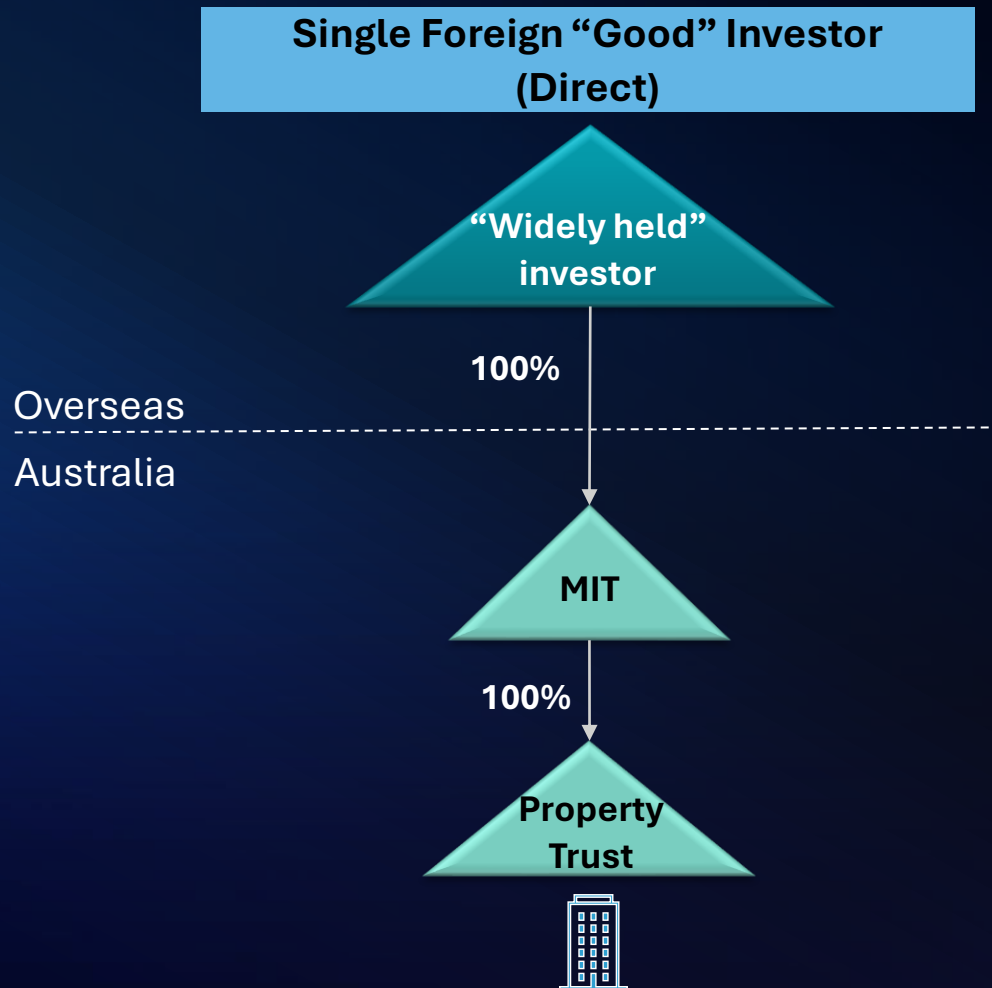 Single Foreign “Good” Investor
(Direct)
“Widely held”
investor
100%
Overseas
Australia
MIT
100%
Property
Trust